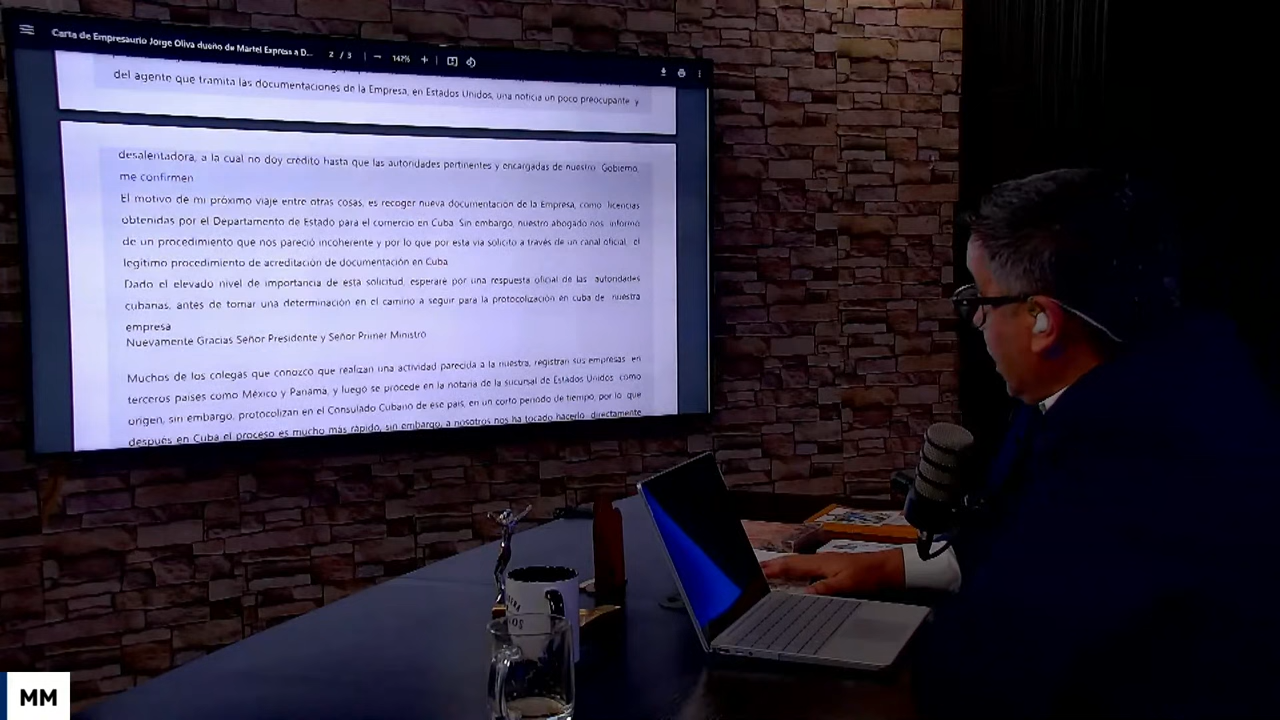 Carta de Empresaurio Jorge Oliva dueño de Martel Express a D...
2 / 3
147%
del agente que tramita las documentaciones de la Empresa, en Estados Unidos, una noticia un poco preocupante y
desalentadora, a la cual no doy crédito hasta que las autoridades pertinentes y encargadas de nuestro Gobierno,
me confirmen
El motivo de mi próximo viaje entre otras cosas, es recoger nueva documentación de la Empresa, como licencias
obtenidas por el Departamento de Estado para el comercio en Cuba. Sin embargo, nuestro abogado nos informo
de un procedimiento que nos pareció incoherente y por lo que por esta vía solicito a través de un canal oficial, el
legítimo procedimiento de acreditación de documentación en Cuba
Dado el elevado nivel de importancia de esta solicitud, esperare por una respuesta oficial de las autoridades
cubanas, antes de tomar una determinación en el camino a seguir para la protocolización en cuba de nuestra
empresa
Nuevamente Gracias Señor Presidente y Señor Primer Ministro
Muchos de los colegas que conozco que realizan una actividad parecida a la nuestra, registran sus empresas en
terceros países como México y Panamá, y luego se procede en la notaria de la sucursal de Estados Unidos como
origen, sin embargo, protocolizan en el Consulado Cubano de ese país, en un corto periodo de tiempo, por lo que
después en Cuba el proceso es mucho más rápido, sin embargo, a nosotros nos ha tocado hacerlo directamente
MM